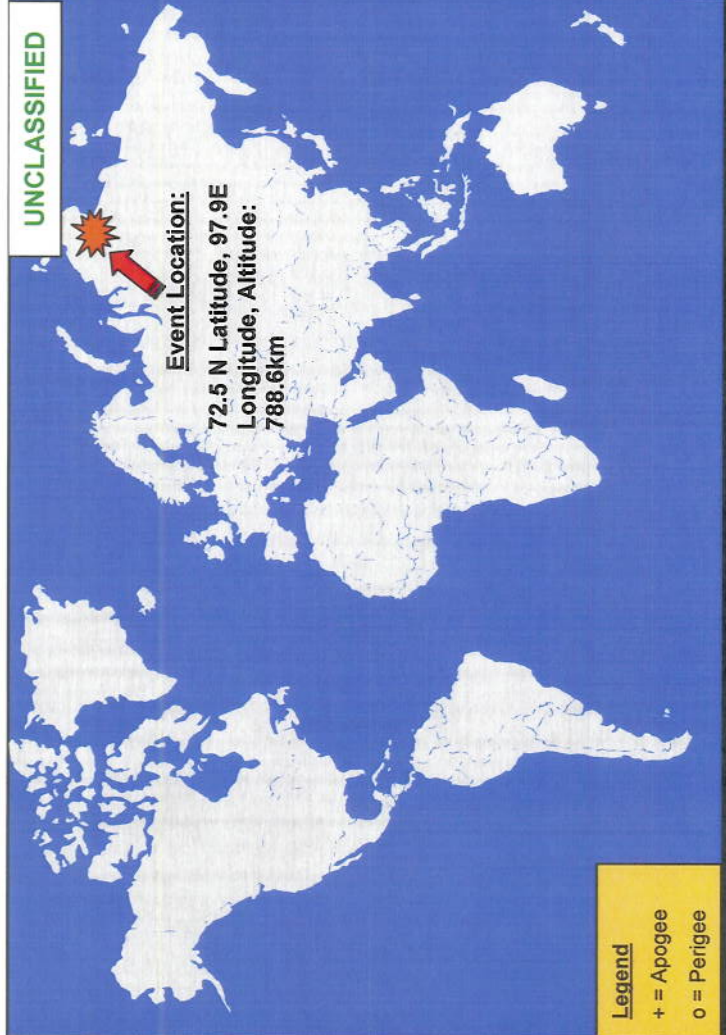 UNCLASSIFIED
Event Location:
72.5 N Latitude, 97.9E
Longitude, Altitude:
788.6km
Legend
+ = Apogee
o = Perigee